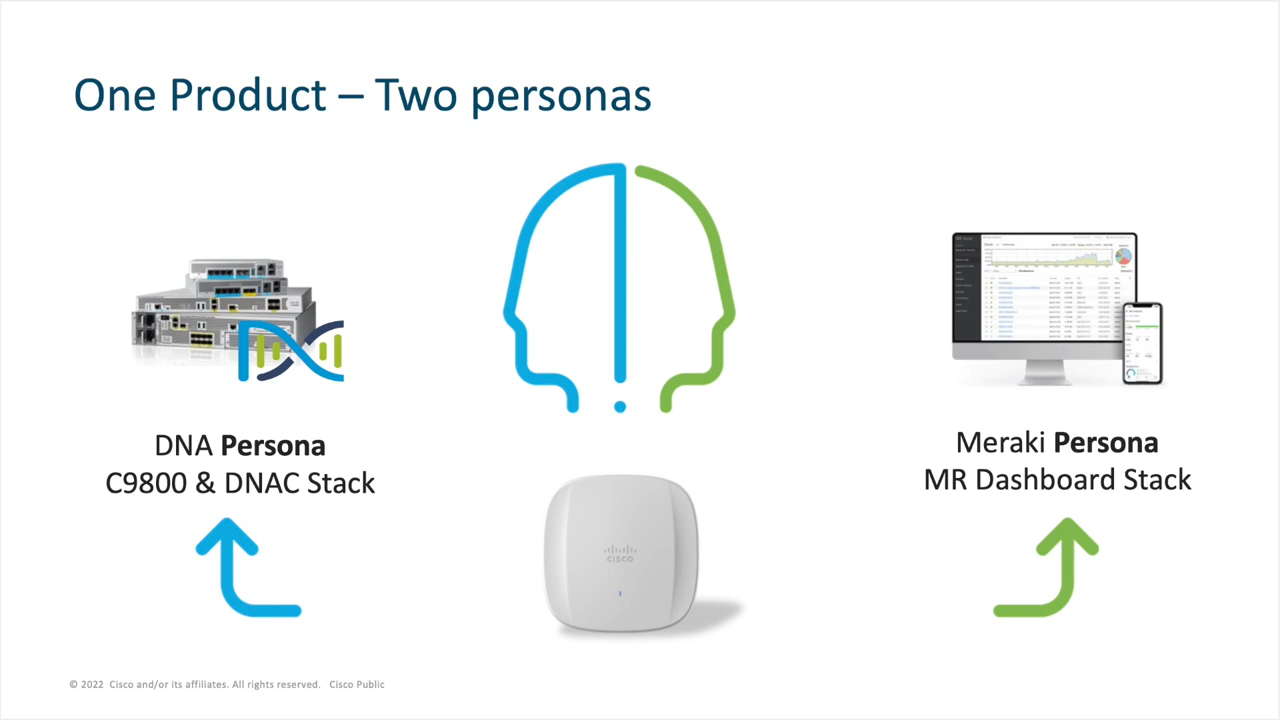 One Product – Two personas
DNA Persona
C9800 & DNAC Stack
Meraki Persona
MR Dashboard Stack
CISCO
© 2022 Cisco and/or its affiliates. All rights reserved. Cisco Public